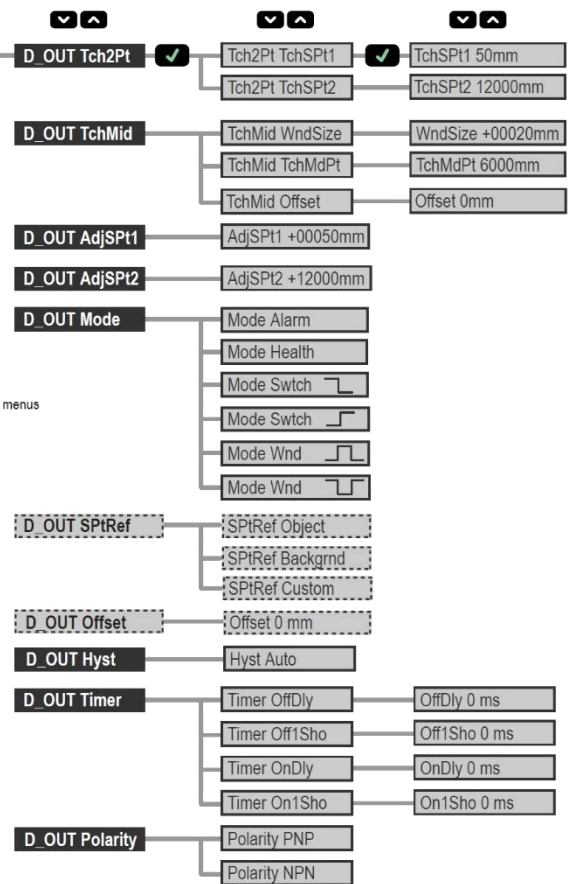 D_OUT Tch2Pt Tch2Pt TchSPt1 TchSPt1 50mm
Tch2Pt TchSPt2 TchSPt2 12000mm
D_OUT TchMid TchMid WndSize WndSize +00020mm
TchMid TchMdPt TchMdPt 6000mm
TchMid Offset Offset 0mm
D_OUT AdjSPt1 AdjSPt1 +00050mm
D_OUT AdjSPt2 AdjSPt2 +12000mm
D_OUT Mode Mode Alarm
Mode Health
Mode Swtch
menus
Mode Swtch
Mode Wnd
Mode Wnd
D_OUT SPtRef SPtRef Object
SPtRef Backgrnd
SPtRef Custom
D_OUT Offset Offset 0 mm
D_OUT Hyst Hyst Auto
D_OUT Timer Timer OffDly OffDly 0 ms
Timer Off1Sho Off1Sho 0 ms
Timer OnDly OnDly 0 ms
Timer On1Sho On1Sho 0 ms
D_OUT Polarity Polarity PNP
Polarity NPN